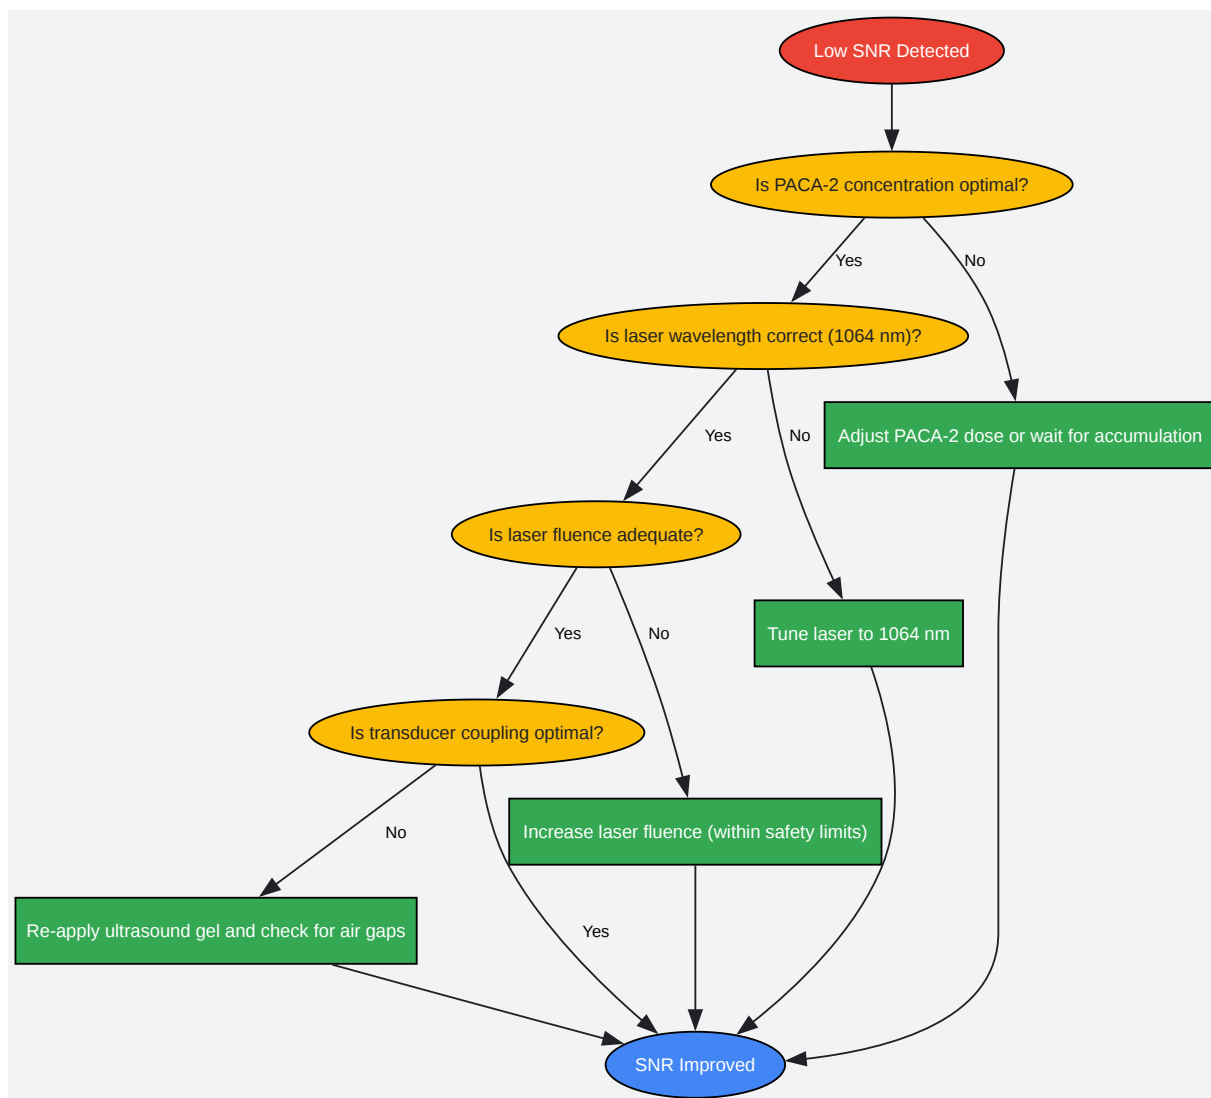 Low SNR Detected
Is PACA-2 concentration optimal?
Yes
No
Is laser wavelength correct (1064 nm)?
Adjust PACA-2 dose or wait for accumulation
Yes
No
Is laser fluence adequate?
Yes
No
Tune laser to 1064 nm
Is transducer coupling optimal?
No
Increase laser fluence (within safety limits)
Re-apply ultrasound gel and check for air gaps
Yes
SNR Improved